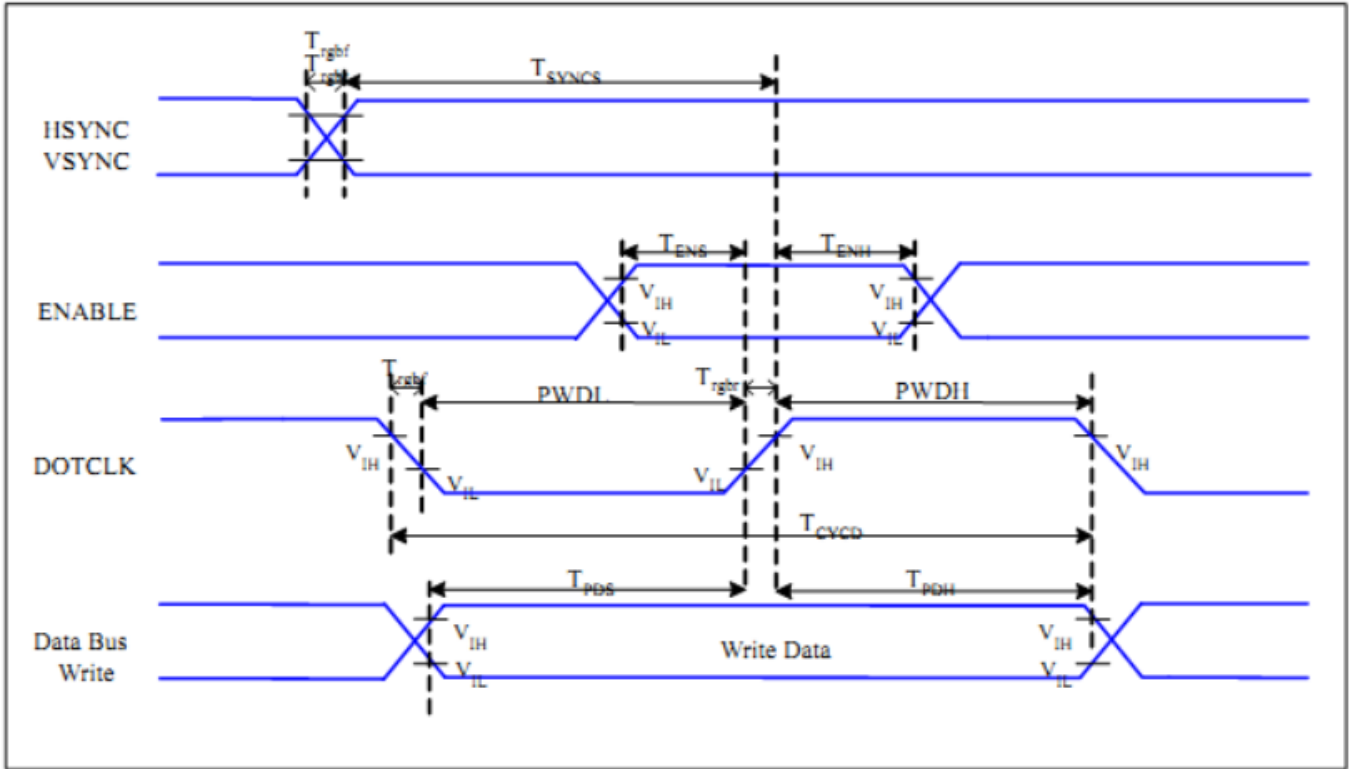 Trgbf
Trgbr
TSYNCS
HSYNC
VSYNC
TENS
TENH
ENABLE
VIH
VIH
VIL
VIL
Trgbf
Trgbr
PWDL
PWDH
DOTCLK
VIH
VIL
VIL
VIH
VIH
TCYCD
TPDS
TPDH
Data Bus
Write
VIH
VIL
Write Data
VIH
VIL